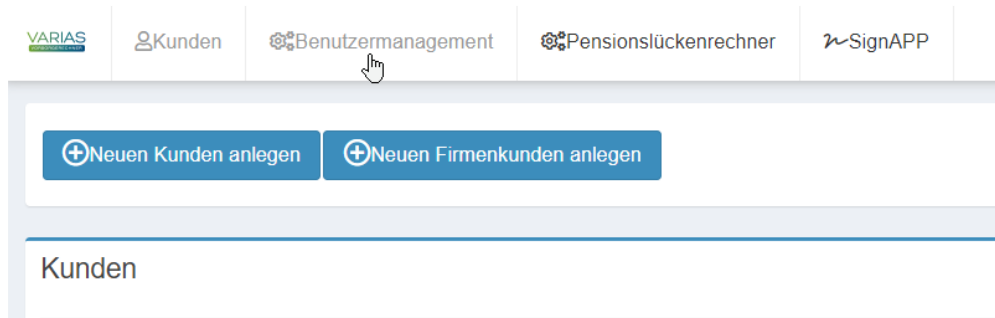 VARIAS
Kunden
Benutzermanagement
Pensionslückenrechner
SignAPP
Neuen Kunden anlegen
Neuen Firmenkunden anlegen
Kunden